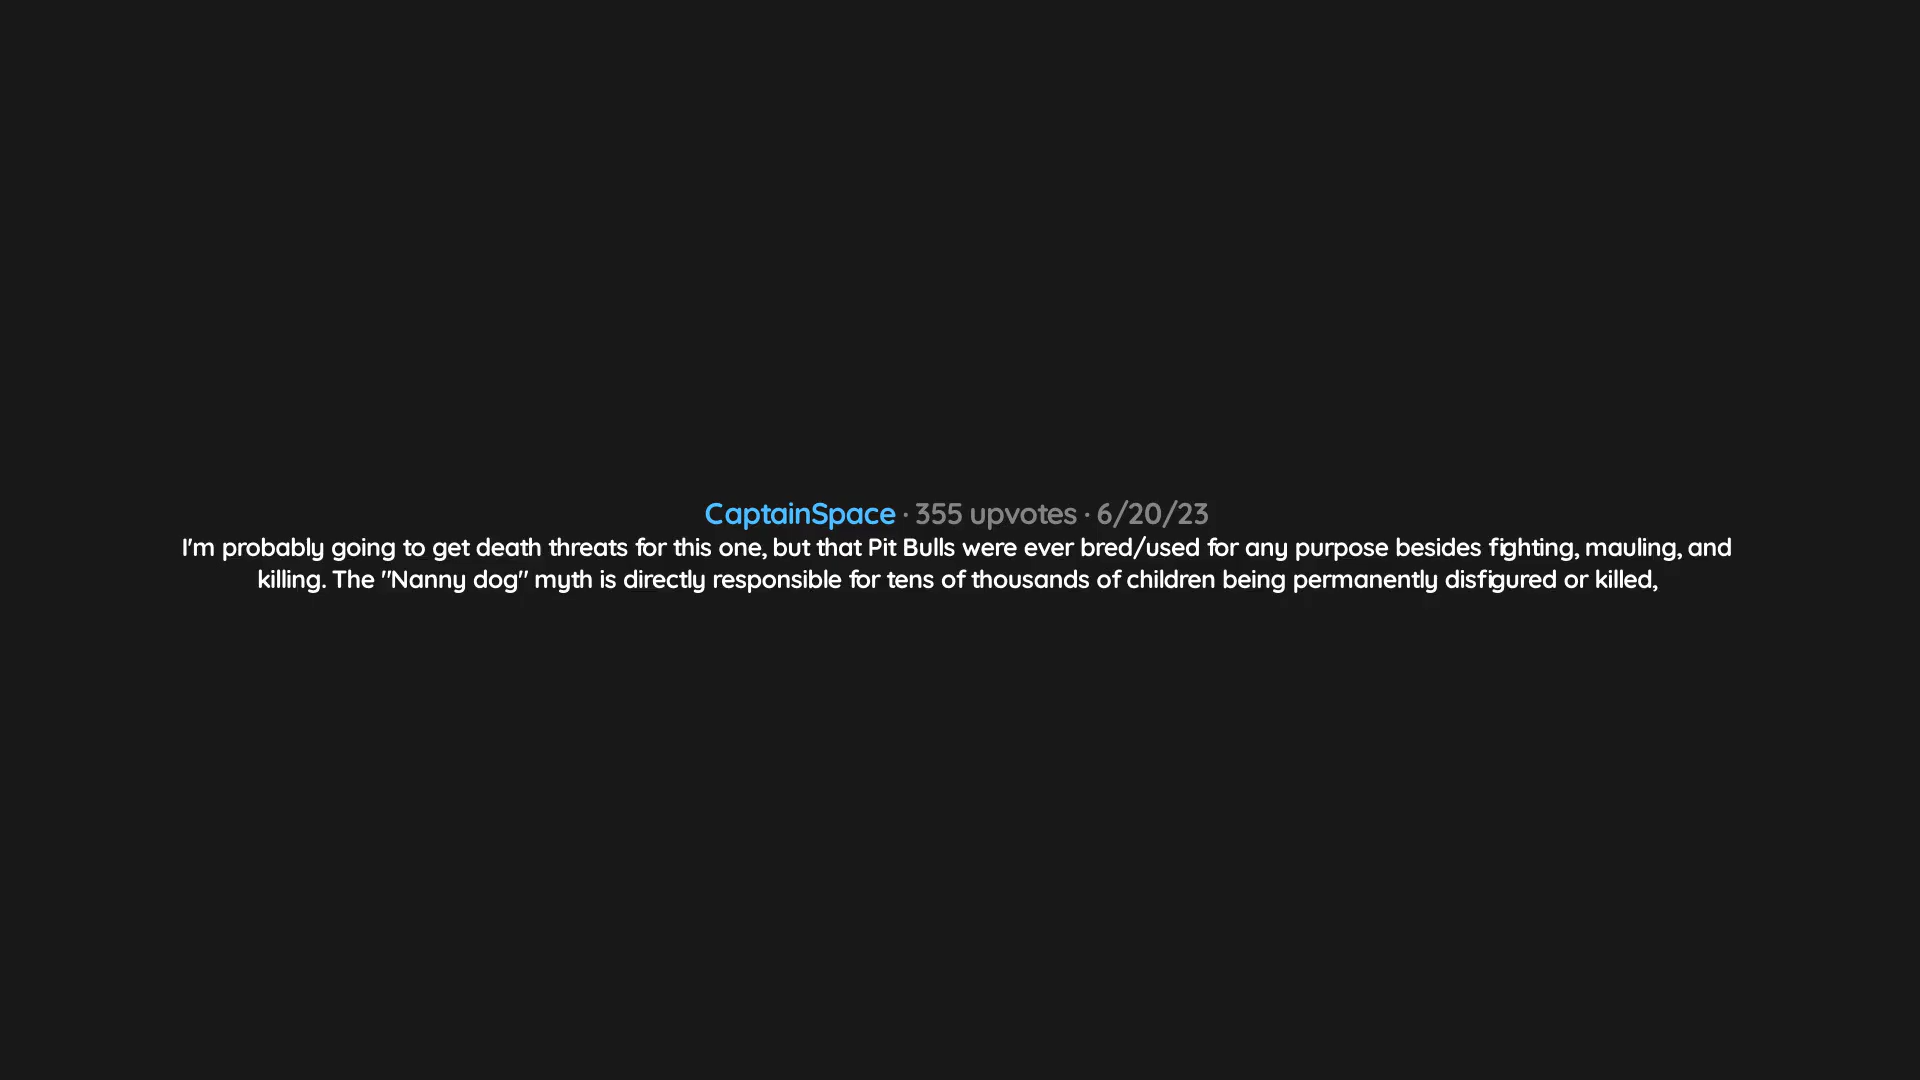 CaptainSpace · 355 upvotes · 6/20/23
I'm probably going to get death threats for this one, but that Pit Bulls were ever bred/used for any purpose besides fighting, mauling, and
killing. The "Nanny dog" myth is directly responsible for tens of thousands of children being permanently disfigured or killed,